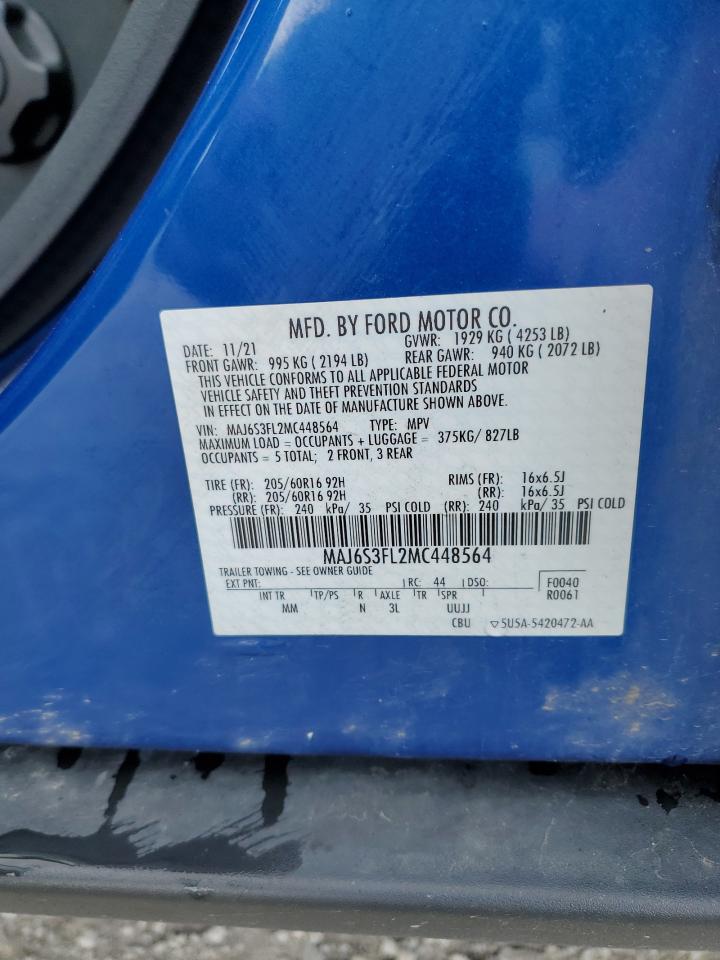 MFD. BY FORD MOTOR CO.
DATE: 11/21 GVWR: 1929 KG ( 4253 LB)
FRONT GAWR: 995 KG ( 2194 LB) REAR GAWR: 940 KG ( 2072 LB)
THIS VEHICLE CONFORMS TO ALL APPLICABLE FEDERAL MOTOR
VEHICLE SAFETY AND THEFT PREVENTION STANDARDS
IN EFFECT ON THE DATE OF MANUFACTURE SHOWN ABOVE.
VIN: MAJ6S3FL2MC448564 TYPE: MPV
MAXIMUM LOAD = OCCUPANTS + LUGGAGE = 375KG/ 827LB
OCCUPANTS = 5 TOTAL; 2 FRONT, 3 REAR
TIRE (FR): 205/60R16 92H RIMS (FR): 16x6.5J
(RR): 205/60R16 92H (RR): 16x6.5J
PRESSURE (FR): 240 kPa/ 35 PSI COLD (RR): 240 kPa/ 35 PSI COLD
MAJ6S3FL2MC448564
TRAILER TOWING - SEE OWNER GUIDE
EXT PNT: RC: 44 DSO: F0040
INT TR TP/PS R AXLE TR SPR R0061
MM N 3L UUJJ
CBU ▽5U5A-5420472-AA